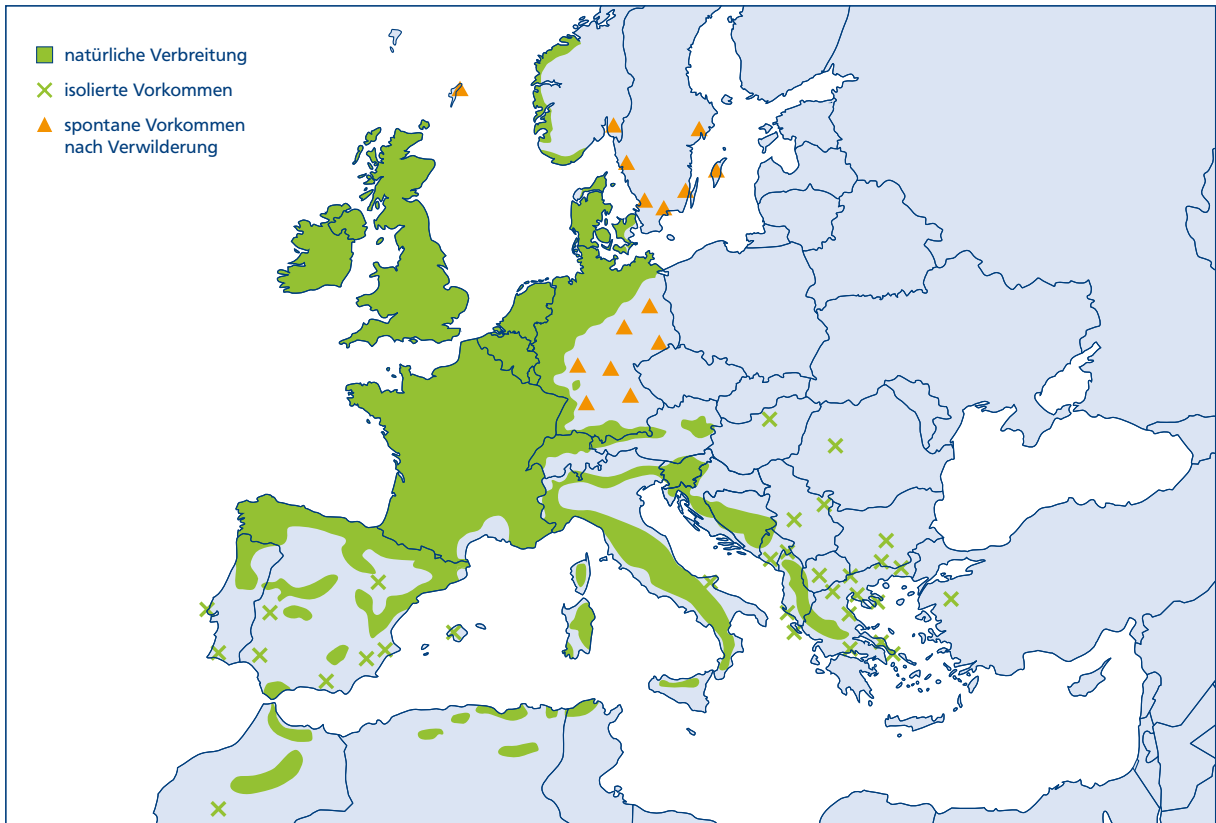 natürliche Verbreitung
isolierte Vorkommen
spontane Vorkommen
nach Verwilderung